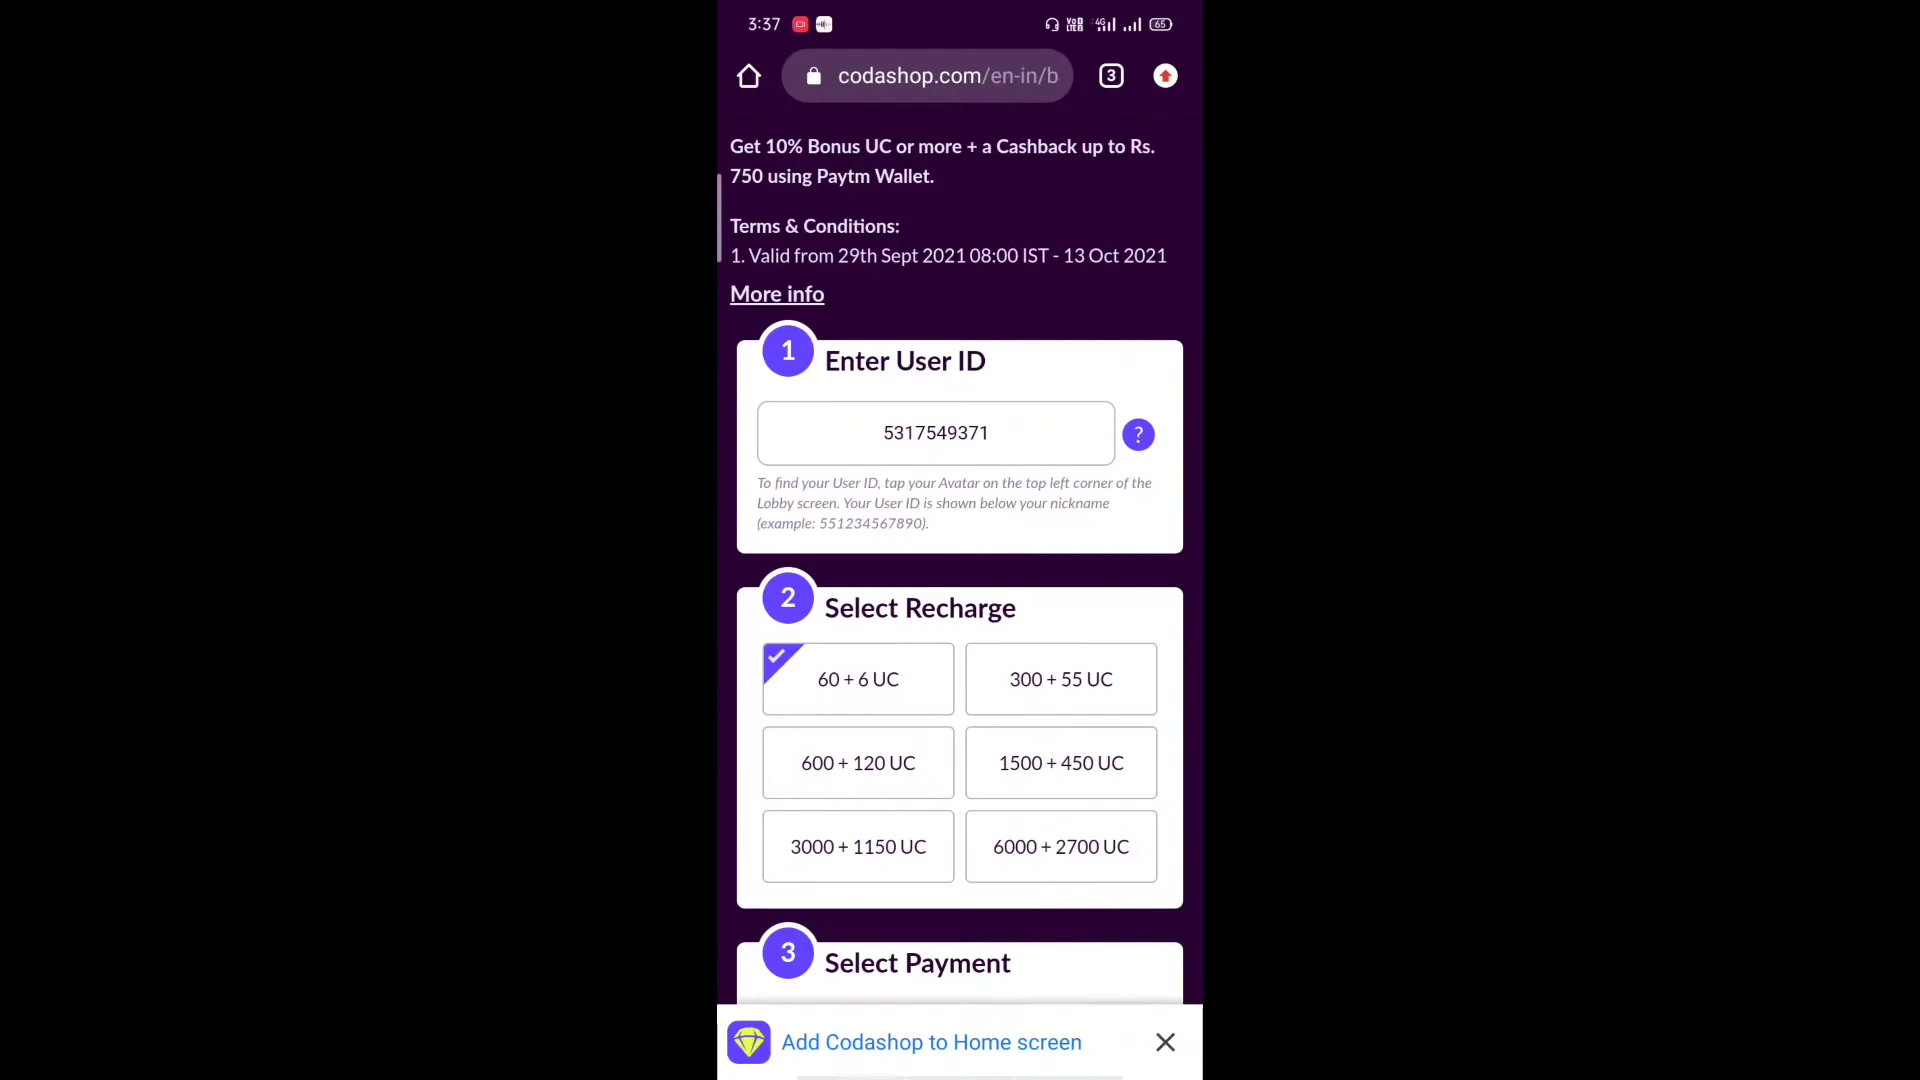 3:37
VoD
LTE2
4G
65
codashop.com/en-in/b
3
Get 10% Bonus UC or more + a Cashback up to Rs.
750 using Paytm Wallet.
Terms & Conditions:
1. Valid from 29th Sept 2021 08:00 IST - 13 Oct 2021
More info
1 Enter User ID
5317549371
?
To find your User ID, tap your Avatar on the top left corner of the
Lobby screen. Your User ID is shown below your nickname
(example: 551234567890).
2 Select Recharge
60 + 6 UC
300 + 55 UC
600 + 120 UC
1500 + 450 UC
3000 + 1150 UC
6000 + 2700 UC
3 Select Payment
Add Codashop to Home screen